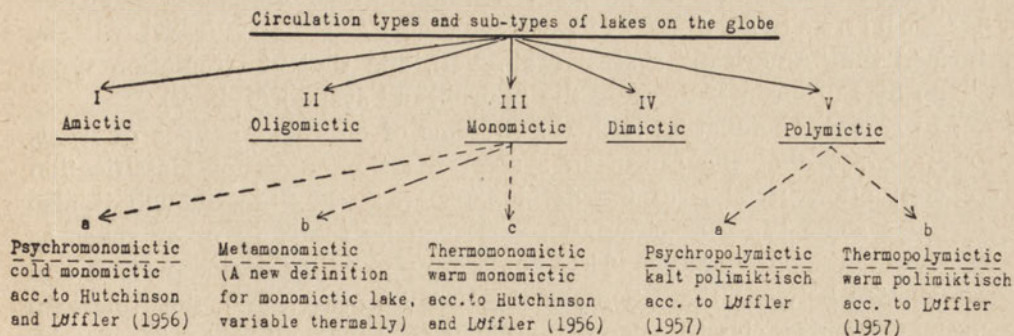 Circulation types and sub-types of lakes on the globe
I II III IV V
Amictic Oligomictic Monomictic Dimictic Polymictic
a b c a b
Psychromonomictic
cold monomictic
acc.to Hutchinson
and Löffler (1956)
Metamonomictic
(A new definition
for monomictic lake,
variable thermally)
Thermomonomictic
warm monomictic
acc.to Hutchinson
and Löffler (1956)
Psychropolymictic
kalt polimiktisch
acc. to Löffler
(1957)
Thermopolymictic
warm polimiktisch
acc. to Löffler
(1957)